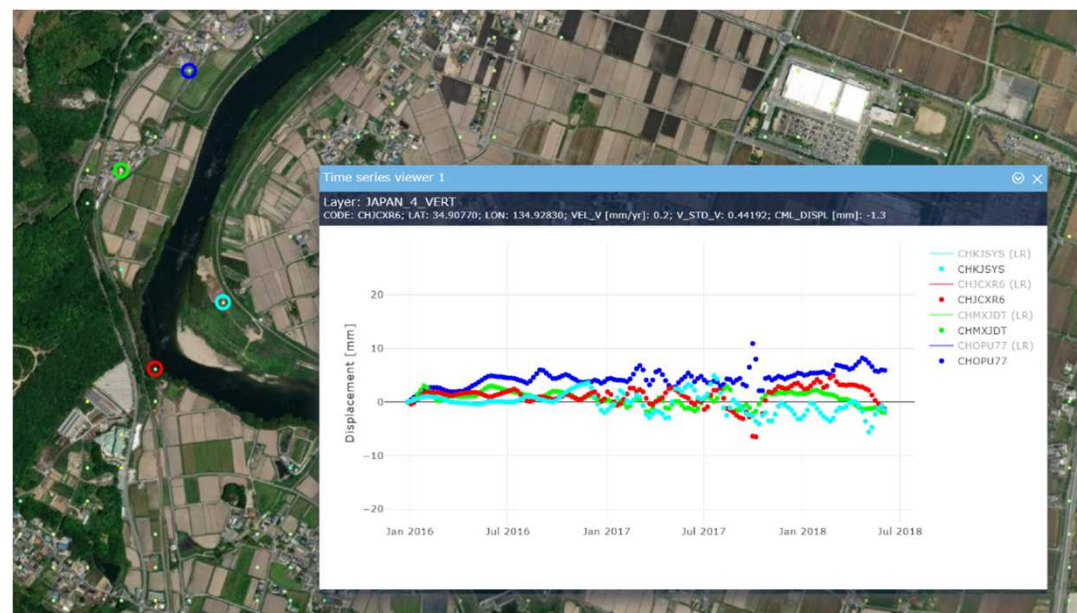 Time series viewer 1
Layer: JAPAN_4_VERT
CODE: CHJCXR6; LAT: 34.90770; LON: 134.92830; VEL_V [mm/yr]: 0.2; V_STD_V: 0.44192; CML_DISPL [mm]: -1.3
CHKJSYS (LR)
CHKJSYS
CHJCXR6 (LR)
CHJCXR6
CHMXJDT (LR)
CHMXJDT
CHOPU77 (LR)
CHOPU77
Displacement [mm]
20
10
0
−10
−20
Jan 2016
Jul 2016
Jan 2017
Jul 2017
Jan 2018
Jul 2018